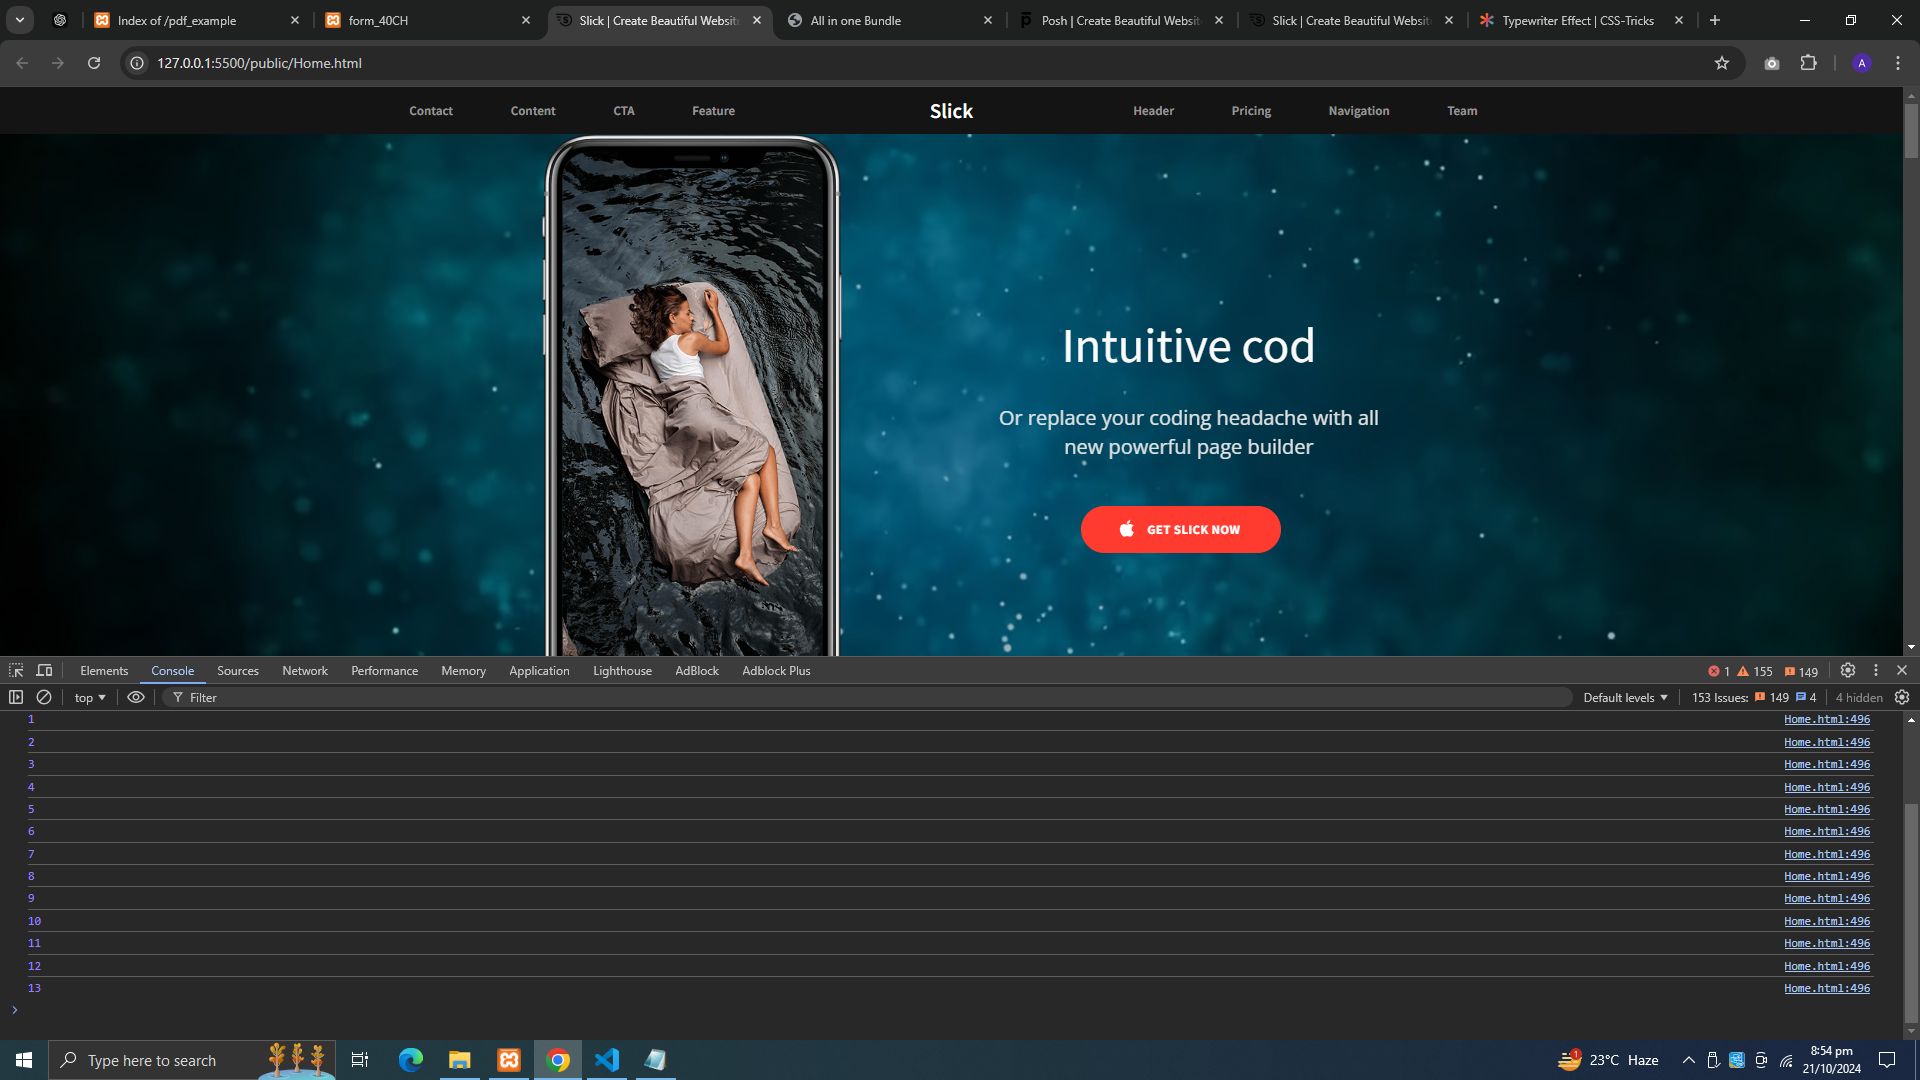 Index of /pdf_example
form_40CH
Slick | Create Beautiful Website
All in one Bundle
Posh | Create Beautiful Websit
Slick | Create Beautiful Website
Typewriter Effect | CSS-Tricks
127.0.0.1:5500/public/Home.html
A
Contact Content CTA Feature Slick Header Pricing Navigation Team
Intuitive cod
Or replace your coding headache with all
new powerful page builder
GET SLICK NOW
Elements Console Sources Network Performance Memory Application Lighthouse AdBlock Adblock Plus 1 155 149
top Filter Default levels 153 Issues: 149 4 4 hidden
1 Home.html:496
2 Home.html:496
3 Home.html:496
4 Home.html:496
5 Home.html:496
6 Home.html:496
7 Home.html:496
8 Home.html:496
9 Home.html:496
10 Home.html:496
11 Home.html:496
12 Home.html:496
13 Home.html:496
Type here to search
1
23°C Haze
8:54 pm
21/10/2024